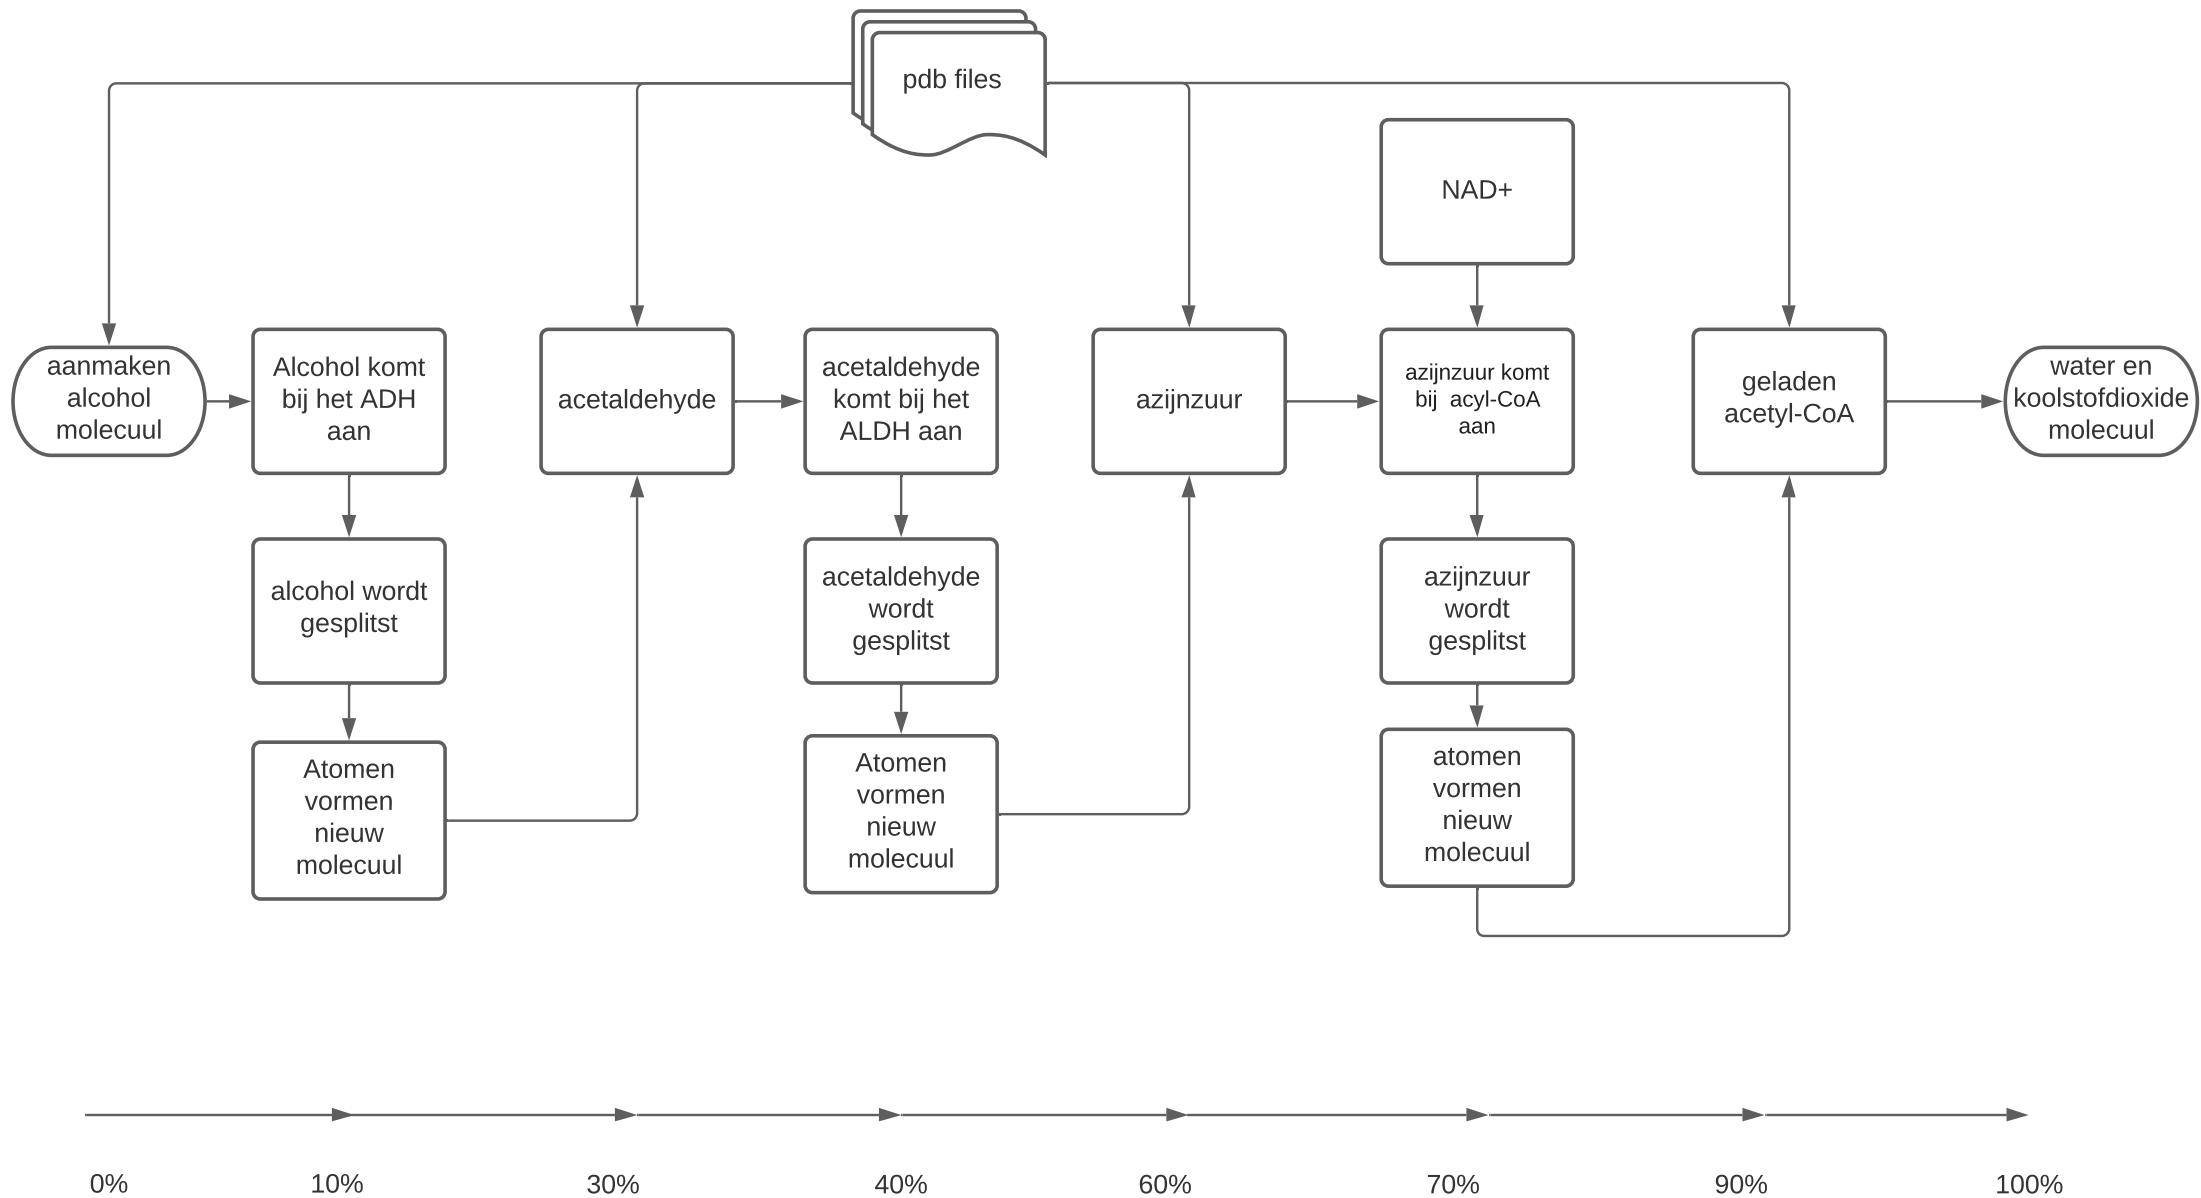 pdb files
NAD+
aanmaken
alcohol
molecuul
Alcohol komt
bij het ADH
aan
acetaldehyde
acetaldehyde
komt bij het
ALDH aan
azijnzuur
azijnzuur komt
bij  acyl-CoA
aan
geladen
acetyl-CoA
water en
koolstofdioxide
molecuul
alcohol wordt
gesplitst
acetaldehyde
wordt
gesplitst
azijnzuur
wordt
gesplitst
Atomen
vormen
nieuw
molecuul
Atomen
vormen
nieuw
molecuul
atomen
vormen
nieuw
molecuul
0%
10%
30%
40%
60%
70%
90%
100%